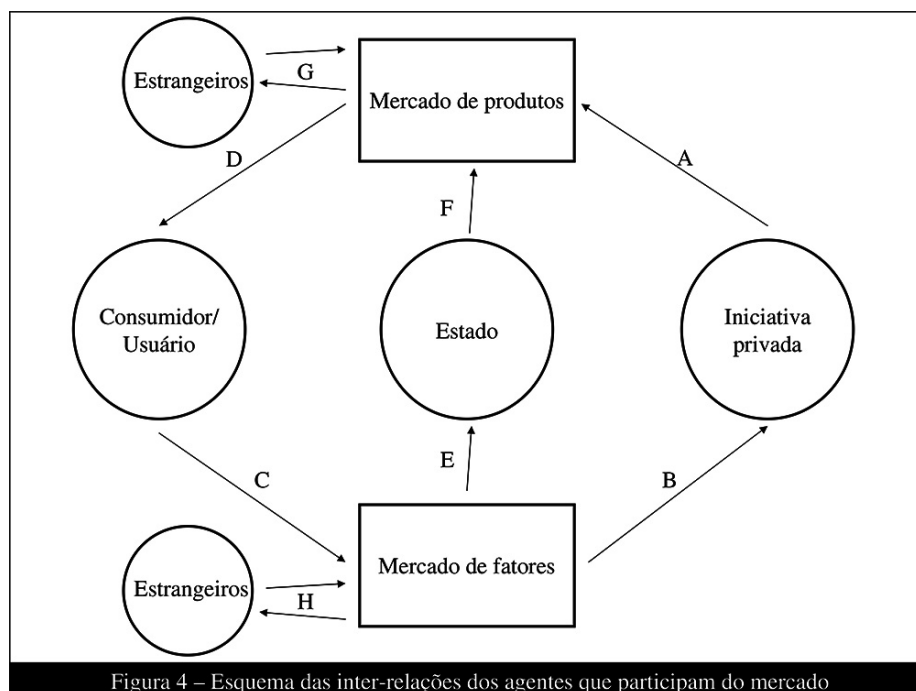 Estrangeiros
G
Mercado de produtos
D
A
F
Consumidor/
Usuário
Estado
Iniciativa
privada
C
E
B
Mercado de fatores
Estrangeiros
H
Figura 4 – Esquema das inter-relações dos agentes que participam do mercado